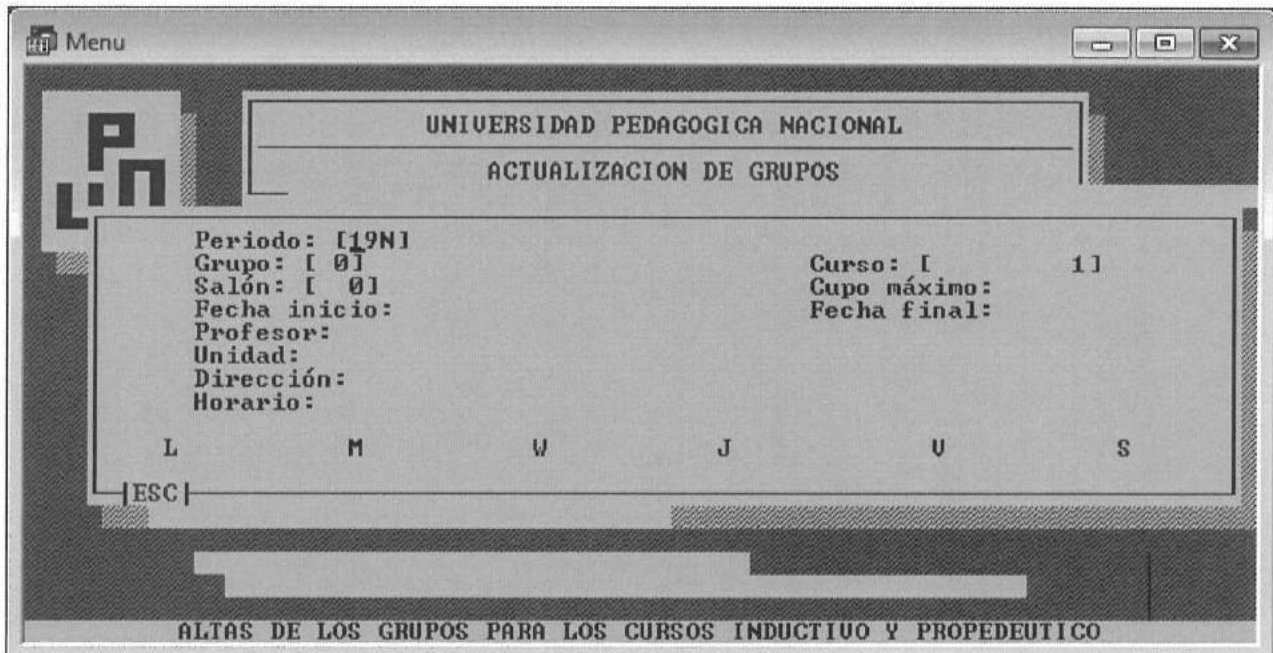 Menu
UPN
UNIVERSIDAD PEDAGOGICA NACIONAL
ACTUALIZACION DE GRUPOS
Periodo: [19N]
Grupo: [ 0] Curso: [ 1]
Salón: [ 0] Cupo máximo:
Fecha inicio: Fecha final:
Profesor:
Unidad:
Dirección:
Horario:
L M W J V S
|ESC|
ALTAS DE LOS GRUPOS PARA LOS CURSOS INDUCTIVO Y PROPEDEUTICO